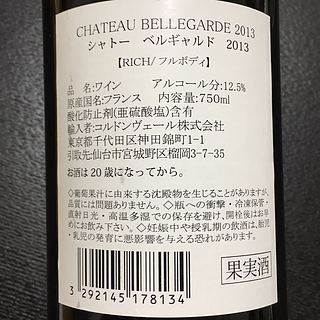 CHATEAU BELLEGARDE 2013
シャトー ベルギャルド 2013
【RICH/フルボディ】
品 名:ワイン アルコール分:12.5%
原産国名:フランス 内容量:750ml
酸化防止剤(亜硫酸塩)含有
輸入者:コルドンヴェール株式会社
東京都千代田区神田錦町1-1
引取先:仙台市宮城野区榴岡3-7-35
お酒は20歳になってから。
◇葡萄果汁に由来する沈殿物を生じることがありますが、
品質には問題ありません。◇瓶への衝撃・冷凍保管・
直射日光・高温多湿での保存を避け、開栓後はお早
めにお飲み下さい。◇妊娠中や授乳期の飲酒は、胎児
・乳児の発育に悪影響を与える恐れがあります。
果実酒
3 292145 178134